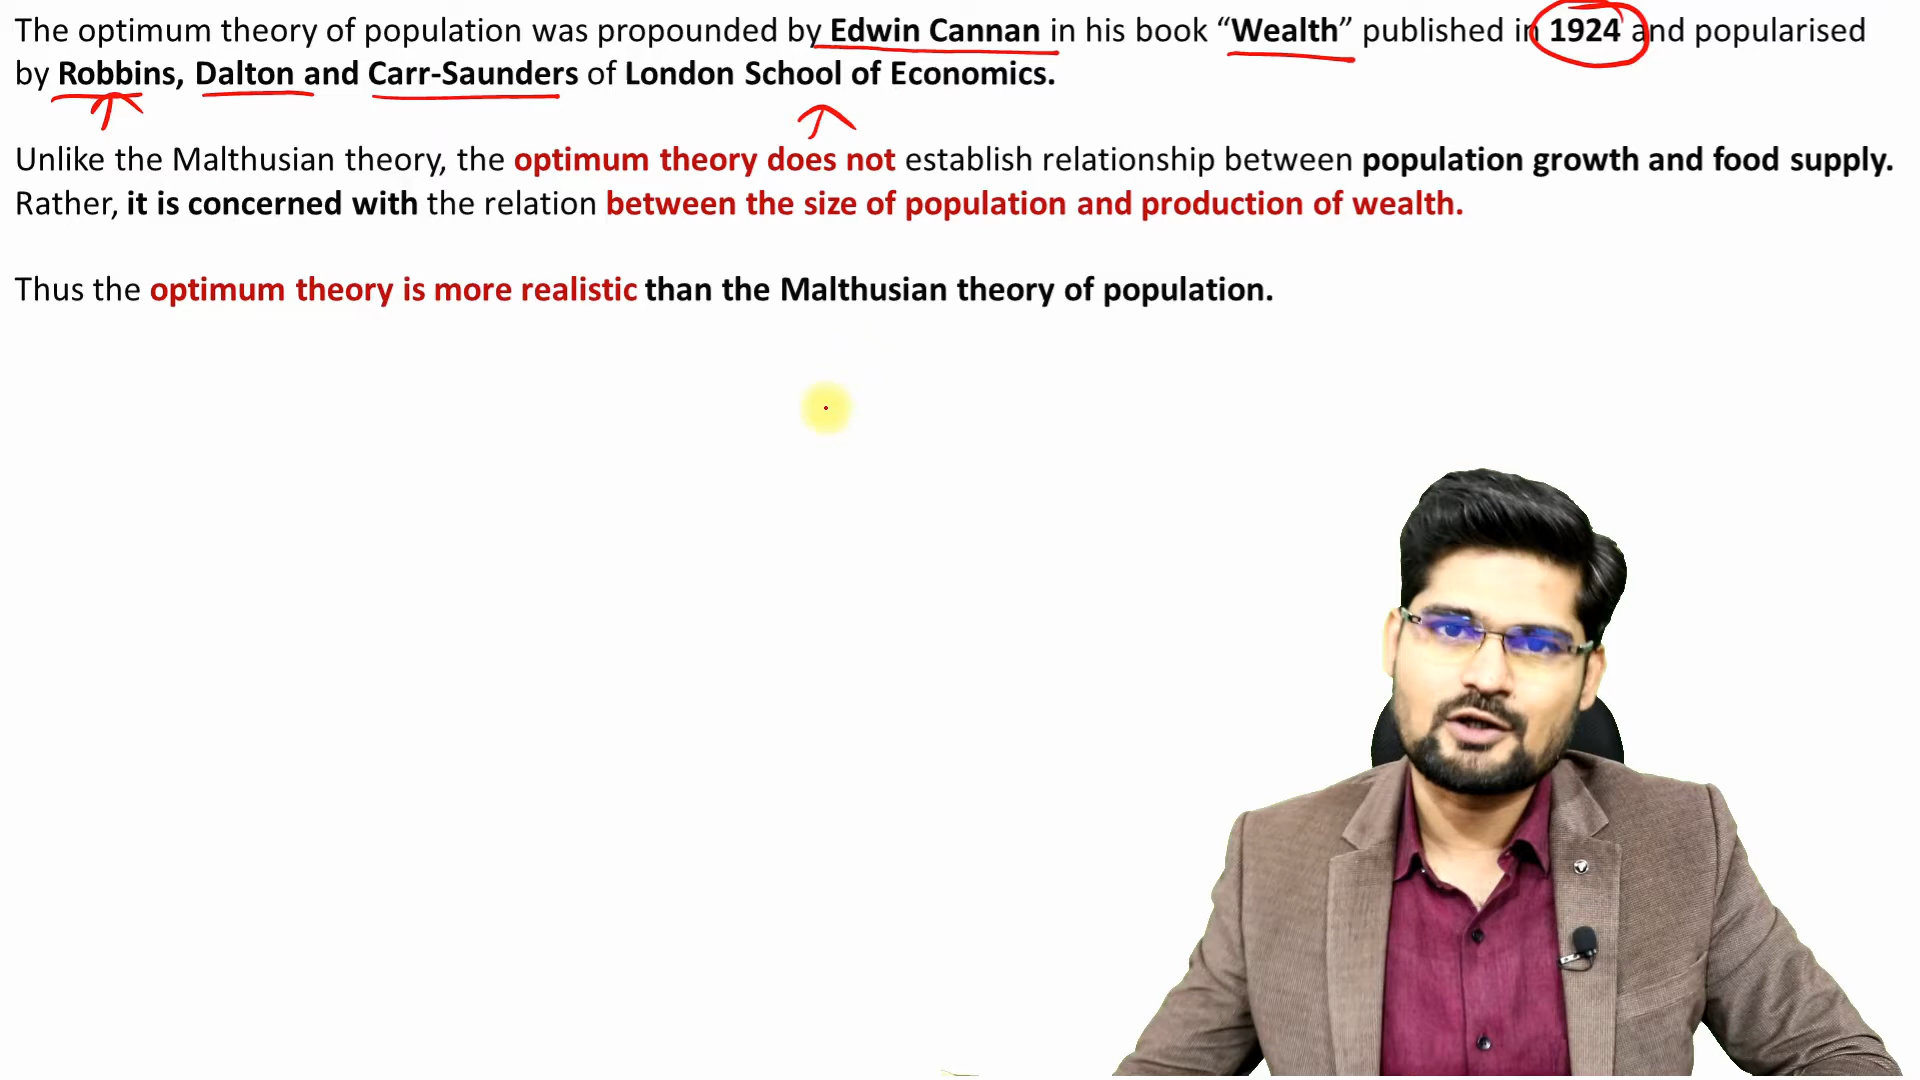 The optimum theory of population was propounded by Edwin Cannan in his book “Wealth” published in 1924 and popularised
by Robbins, Dalton and Carr-Saunders of London School of Economics.
Unlike the Malthusian theory, the optimum theory does not establish relationship between population growth and food supply.
Rather, it is concerned with the relation between the size of population and production of wealth.
Thus the optimum theory is more realistic than the Malthusian theory of population.